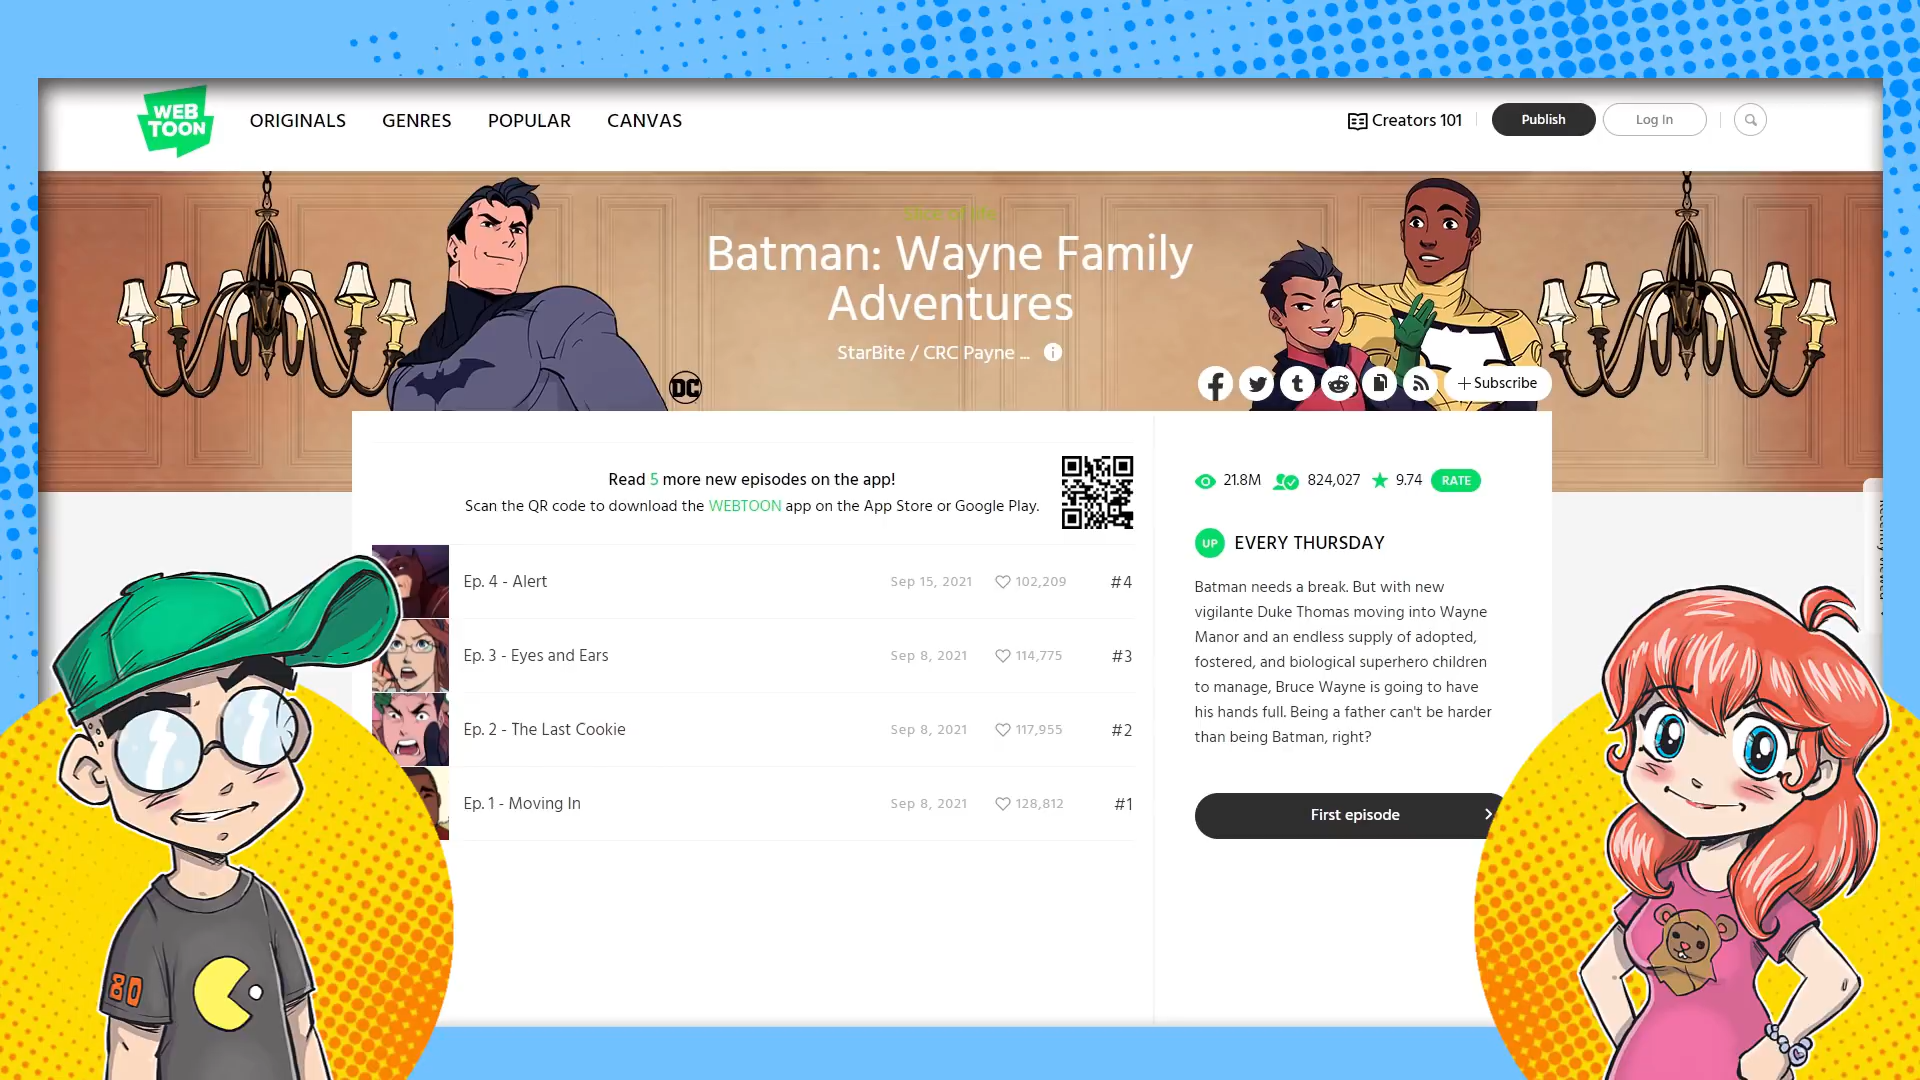 WEB
TOON
ORIGINALS
GENRES
POPULAR
CANVAS
Creators 101
Publish
Log In
Slice of life
Batman: Wayne Family
Adventures
StarBite / CRC Payne ...
i
DC
+ Subscribe
Read 5 more new episodes on the app!
Scan the QR code to download the WEBTOON app on the App Store or Google Play.
Ep. 4 - Alert
Sep 15, 2021
102,209
#4
Ep. 3 - Eyes and Ears
Sep 8, 2021
114,775
#3
Ep. 2 - The Last Cookie
Sep 8, 2021
117,955
#2
Ep. 1 - Moving In
Sep 8, 2021
128,812
#1
21.8M
824,027
9.74
RATE
UP
EVERY THURSDAY
Batman needs a break. But with new
vigilante Duke Thomas moving into Wayne
Manor and an endless supply of adopted,
fostered, and biological superhero children
to manage, Bruce Wayne is going to have
his hands full. Being a father can't be harder
than being Batman, right?
First episode
80